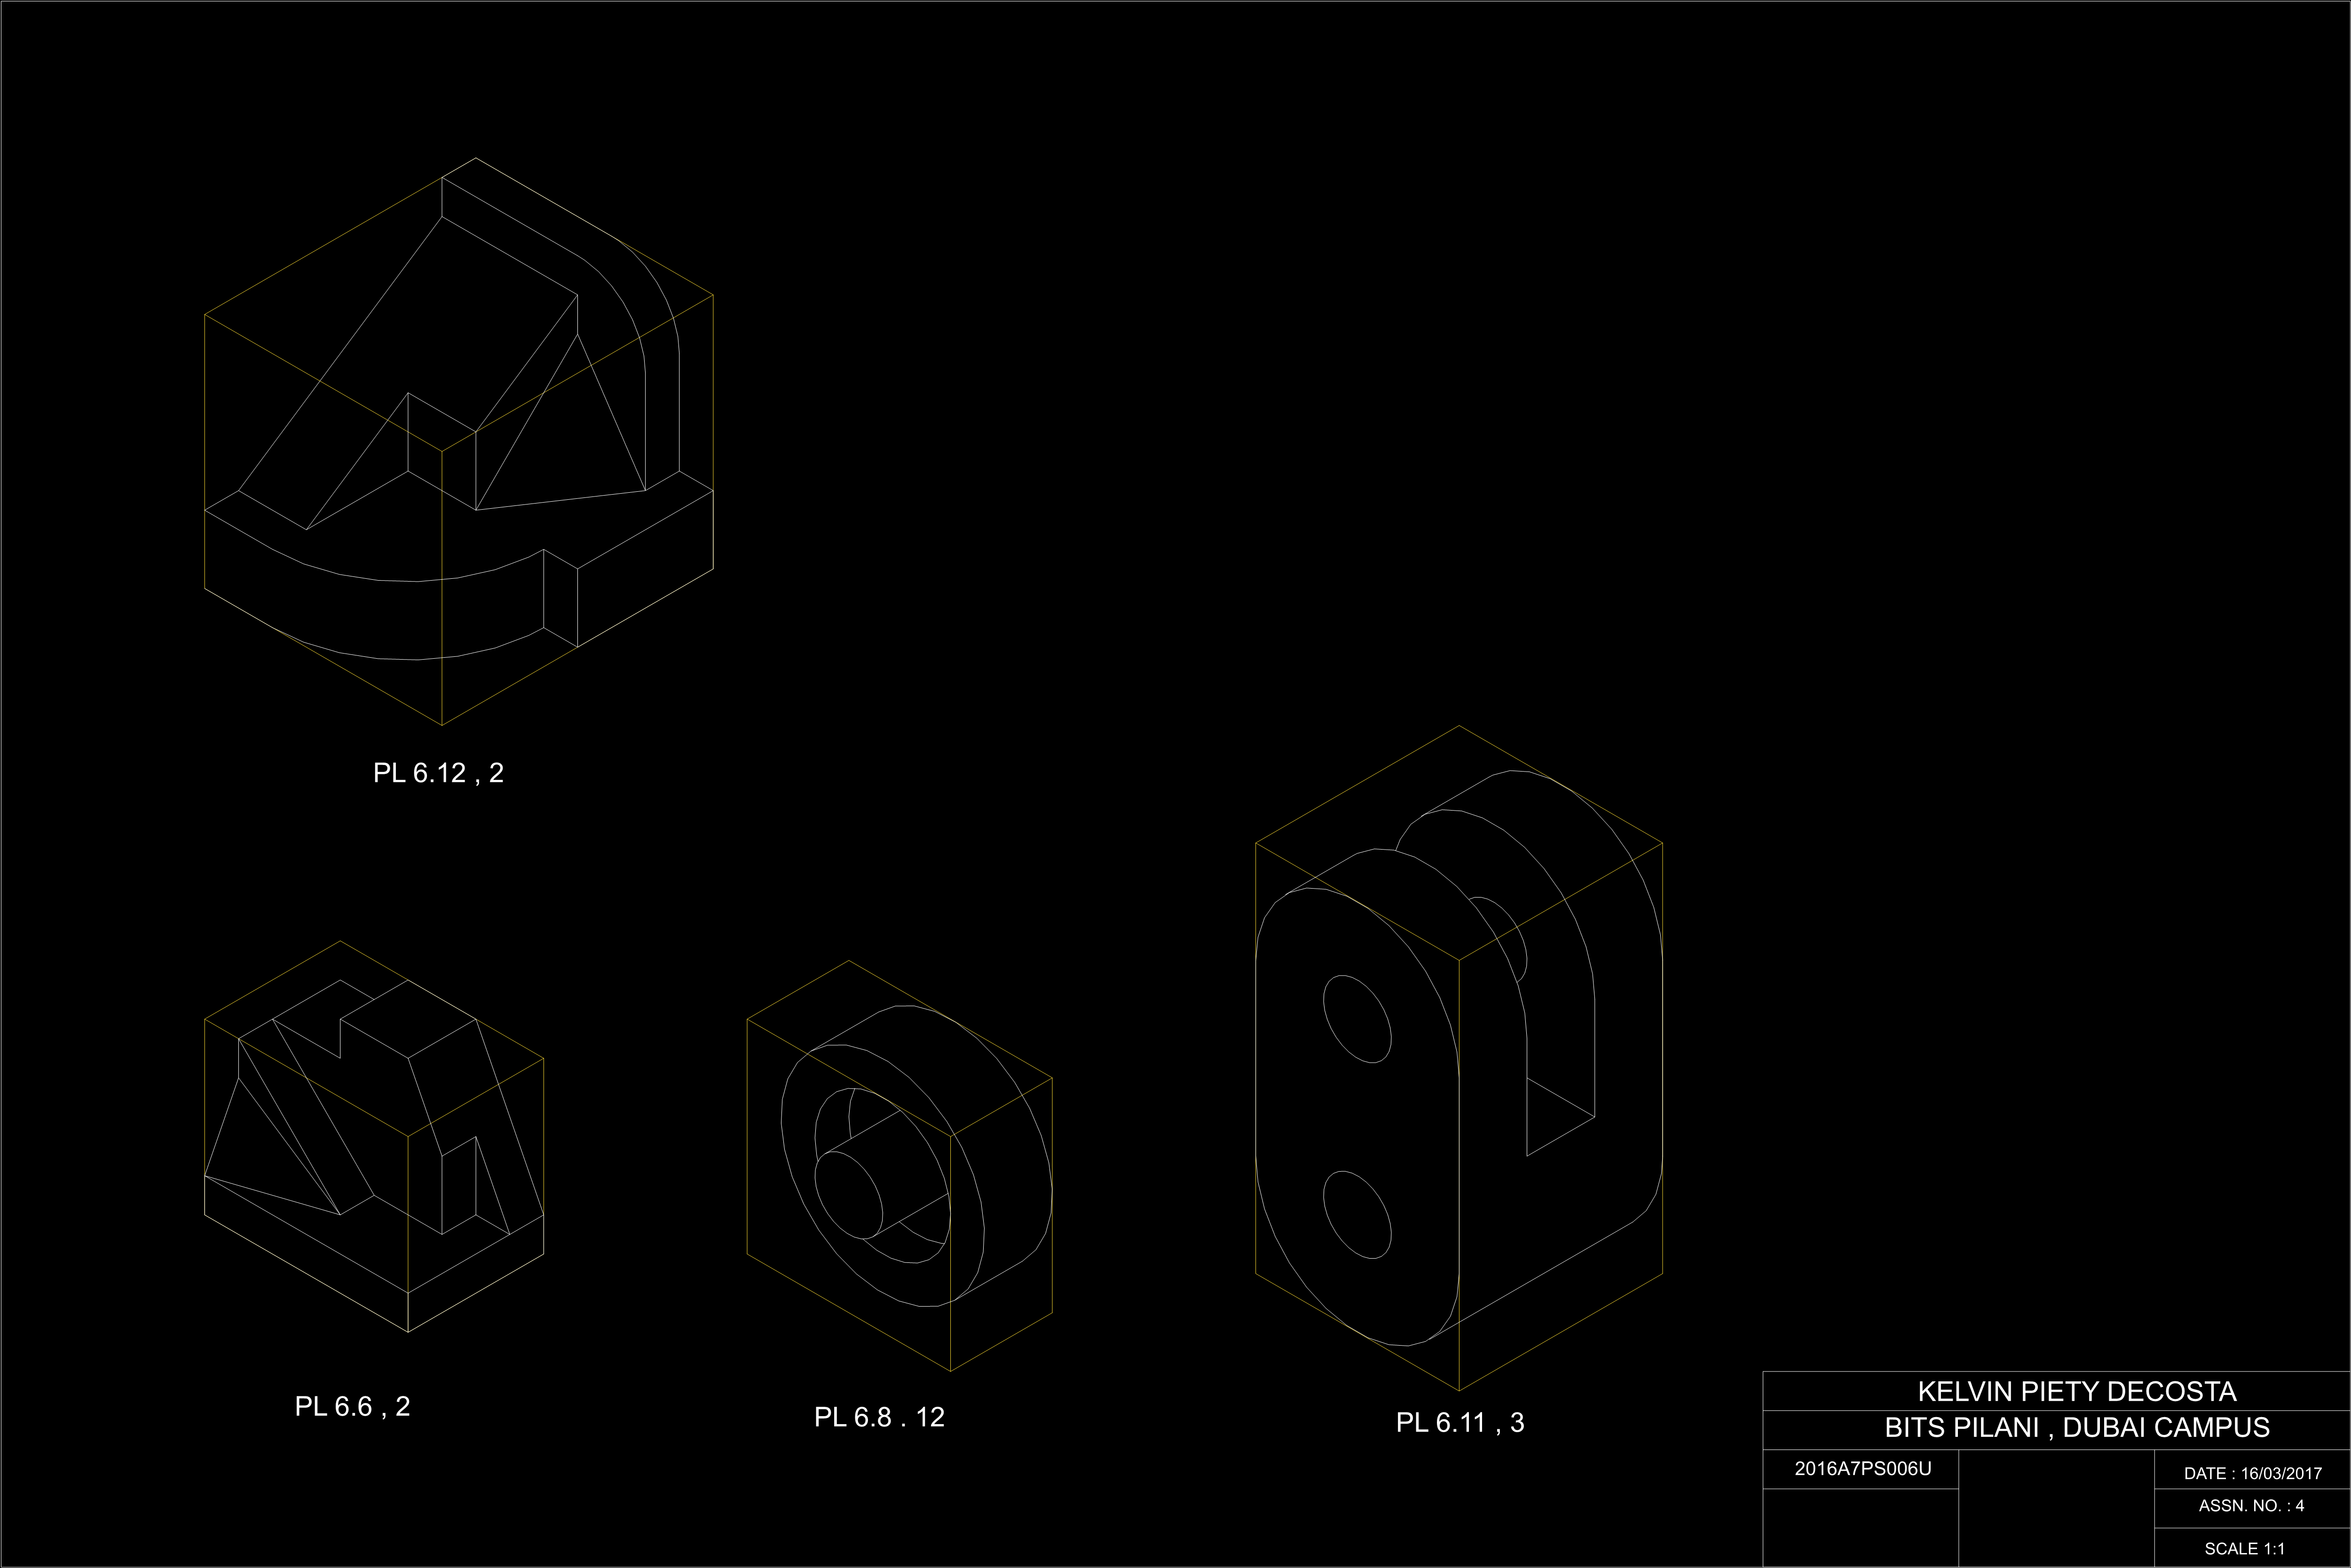 PL 6.12 , 2
PL 6.6 , 2
PL 6.8 . 12
PL 6.11 , 3
KELVIN PIETY DECOSTA
BITS PILANI , DUBAI CAMPUS
2016A7PS006U
DATE : 16/03/2017
ASSN. NO. : 4
SCALE 1:1